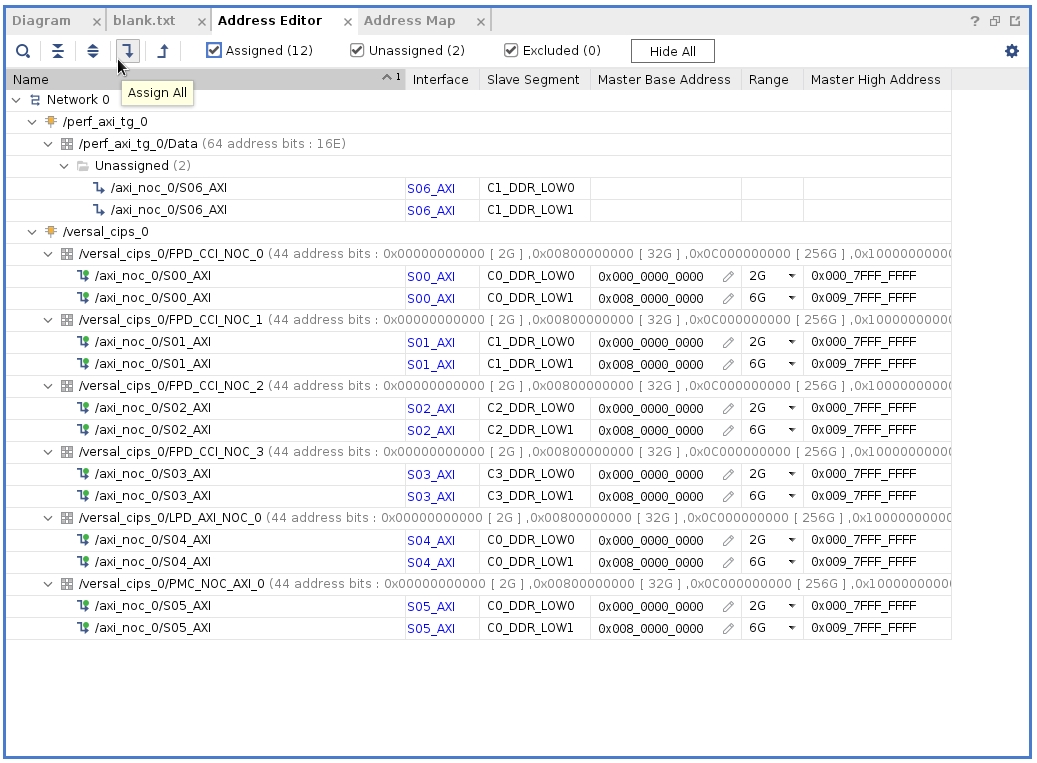 Diagram × blank.txt × Address Editor × Address Map × ?
Assigned (12) Unassigned (2) Excluded (0) Hide All
Name 1 Interface Slave Segment Master Base Address Range Master High Address
Assign All
Network 0
/perf_axi_tg_0
/perf_axi_tg_0/Data (64 address bits : 16E)
Unassigned (2)
/axi_noc_0/S06_AXI S06_AXI C1_DDR_LOW0
/axi_noc_0/S06_AXI S06_AXI C1_DDR_LOW1
/versal_cips_0
/versal_cips_0/FPD_CCI_NOC_0 (44 address bits : 0x00000000000 [ 2G ] ,0x00800000000 [ 32G ] ,0x0C000000000 [ 256G ] ,0x10000000000
/axi_noc_0/S00_AXI S00_AXI C0_DDR_LOW0 0x000_0000_0000 2G 0x000_7FFF_FFFF
/axi_noc_0/S00_AXI S00_AXI C0_DDR_LOW1 0x008_0000_0000 6G 0x009_7FFF_FFFF
/versal_cips_0/FPD_CCI_NOC_1 (44 address bits : 0x00000000000 [ 2G ] ,0x00800000000 [ 32G ] ,0x0C000000000 [ 256G ] ,0x10000000000
/axi_noc_0/S01_AXI S01_AXI C1_DDR_LOW0 0x000_0000_0000 2G 0x000_7FFF_FFFF
/axi_noc_0/S01_AXI S01_AXI C1_DDR_LOW1 0x008_0000_0000 6G 0x009_7FFF_FFFF
/versal_cips_0/FPD_CCI_NOC_2 (44 address bits : 0x00000000000 [ 2G ] ,0x00800000000 [ 32G ] ,0x0C000000000 [ 256G ] ,0x10000000000
/axi_noc_0/S02_AXI S02_AXI C2_DDR_LOW0 0x000_0000_0000 2G 0x000_7FFF_FFFF
/axi_noc_0/S02_AXI S02_AXI C2_DDR_LOW1 0x008_0000_0000 6G 0x009_7FFF_FFFF
/versal_cips_0/FPD_CCI_NOC_3 (44 address bits : 0x00000000000 [ 2G ] ,0x00800000000 [ 32G ] ,0x0C000000000 [ 256G ] ,0x10000000000
/axi_noc_0/S03_AXI S03_AXI C3_DDR_LOW0 0x000_0000_0000 2G 0x000_7FFF_FFFF
/axi_noc_0/S03_AXI S03_AXI C3_DDR_LOW1 0x008_0000_0000 6G 0x009_7FFF_FFFF
/versal_cips_0/LPD_AXI_NOC_0 (44 address bits : 0x00000000000 [ 2G ] ,0x00800000000 [ 32G ] ,0x0C000000000 [ 256G ] ,0x10000000000
/axi_noc_0/S04_AXI S04_AXI C0_DDR_LOW0 0x000_0000_0000 2G 0x000_7FFF_FFFF
/axi_noc_0/S04_AXI S04_AXI C0_DDR_LOW1 0x008_0000_0000 6G 0x009_7FFF_FFFF
/versal_cips_0/PMC_NOC_AXI_0 (44 address bits : 0x00000000000 [ 2G ] ,0x00800000000 [ 32G ] ,0x0C000000000 [ 256G ] ,0x10000000000
/axi_noc_0/S05_AXI S05_AXI C0_DDR_LOW0 0x000_0000_0000 2G 0x000_7FFF_FFFF
/axi_noc_0/S05_AXI S05_AXI C0_DDR_LOW1 0x008_0000_0000 6G 0x009_7FFF_FFFF